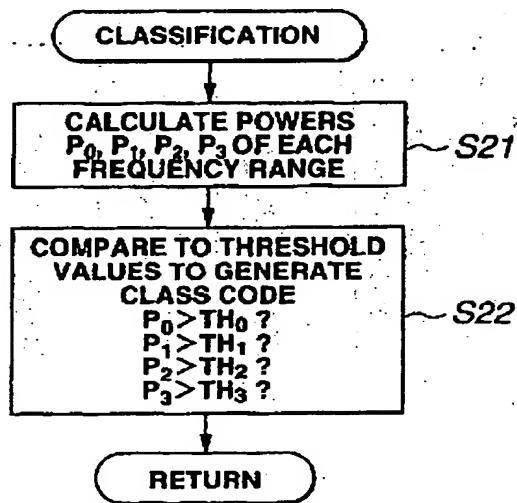 CLASSIFICATION
CALCULATE POWERS
P₀, P₁, P₂, P₃ OF EACH
FREQUENCY RANGE
S21
COMPARE TO THRESHOLD
VALUES TO GENERATE
CLASS CODE
P₀ > TH₀ ?
P₁ > TH₁ ?
P₂ > TH₂ ?
P₃ > TH₃ ?
S22
RETURN